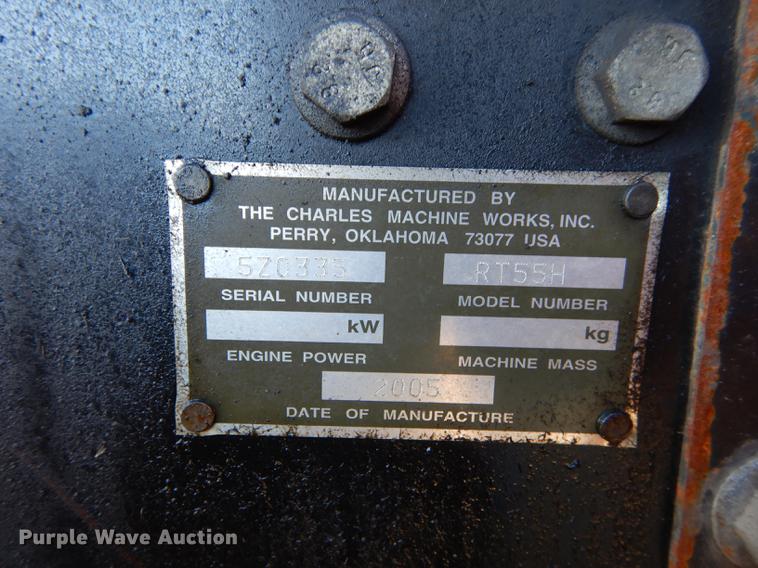 MANUFACTURED BY
THE CHARLES MACHINE WORKS, INC.
PERRY, OKLAHOMA 73077 USA
5Z0335 RT55H
SERIAL NUMBER MODEL NUMBER
kW kg
ENGINE POWER MACHINE MASS
2005
DATE OF MANUFACTURE
Purple Wave Auction